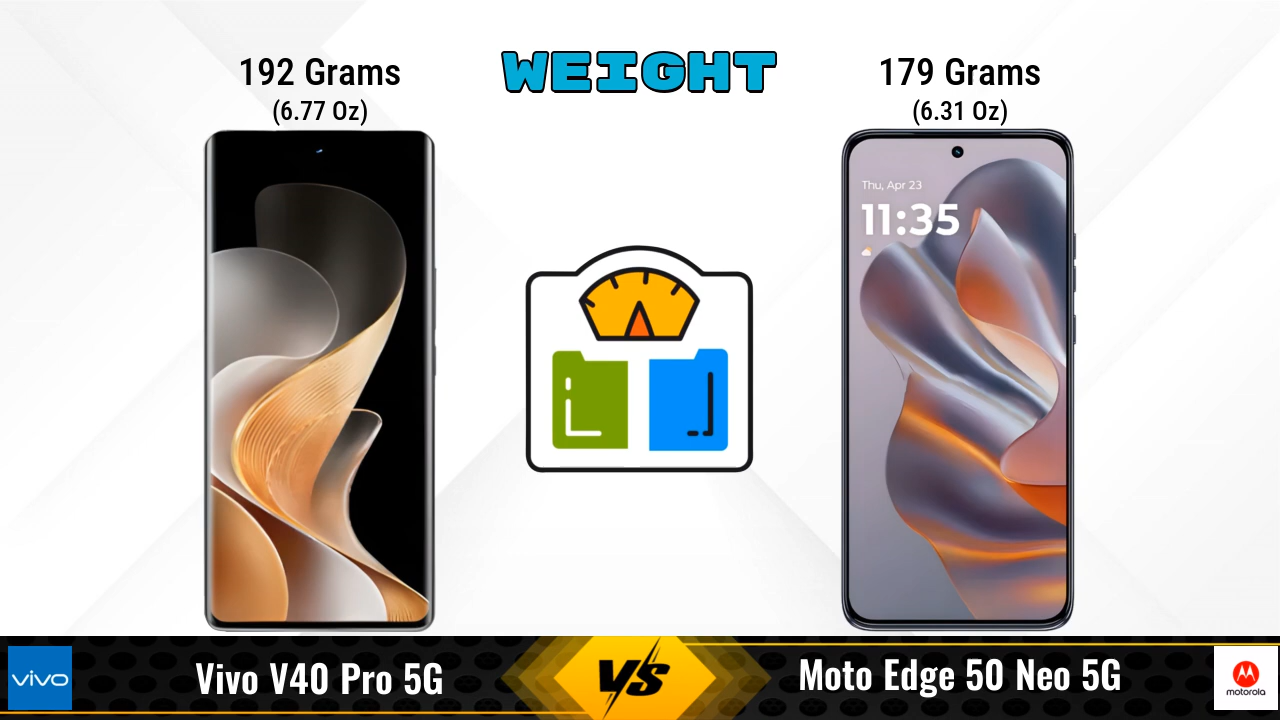 WEIGHT
192 Grams
(6.77 Oz)
179 Grams
(6.31 Oz)
Thu, Apr 23
11:35
vivo
Vivo V40 Pro 5G
VS
Moto Edge 50 Neo 5G
motorola